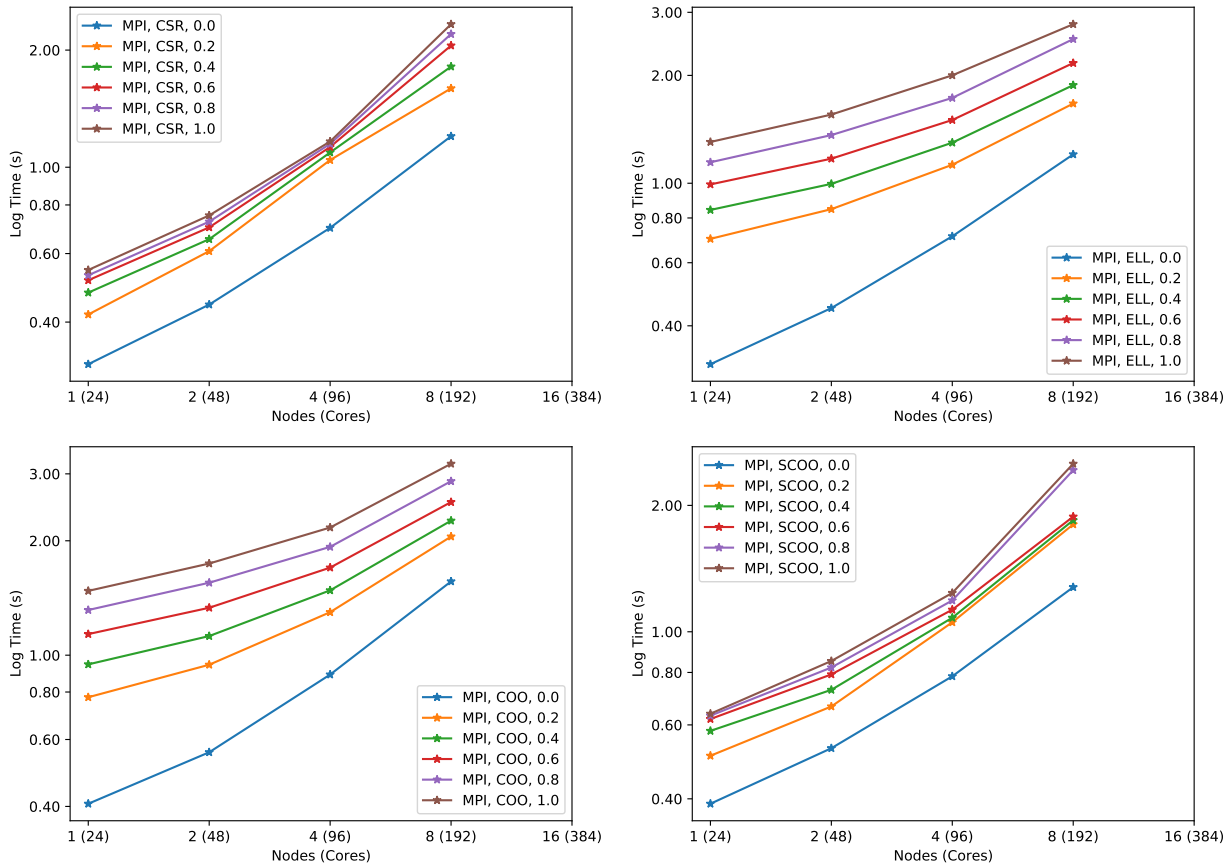 MPI, CSR, 0.0
MPI, CSR, 0.2
MPI, CSR, 0.4
MPI, CSR, 0.6
MPI, CSR, 0.8
MPI, CSR, 1.0
2.00
1.00
0.80
0.60
0.40
Log Time (s)
1 (24) 2 (48) 4 (96) 8 (192) 16 (384)
Nodes (Cores)
3.00
2.00
1.00
0.80
0.60
0.40
Log Time (s)
MPI, ELL, 0.0
MPI, ELL, 0.2
MPI, ELL, 0.4
MPI, ELL, 0.6
MPI, ELL, 0.8
MPI, ELL, 1.0
1 (24) 2 (48) 4 (96) 8 (192) 16 (384)
Nodes (Cores)
3.00
2.00
1.00
0.80
0.60
0.40
Log Time (s)
MPI, COO, 0.0
MPI, COO, 0.2
MPI, COO, 0.4
MPI, COO, 0.6
MPI, COO, 0.8
MPI, COO, 1.0
1 (24) 2 (48) 4 (96) 8 (192) 16 (384)
Nodes (Cores)
MPI, SCOO, 0.0
MPI, SCOO, 0.2
MPI, SCOO, 0.4
MPI, SCOO, 0.6
MPI, SCOO, 0.8
MPI, SCOO, 1.0
2.00
1.00
0.80
0.60
0.40
Log Time (s)
1 (24) 2 (48) 4 (96) 8 (192) 16 (384)
Nodes (Cores)